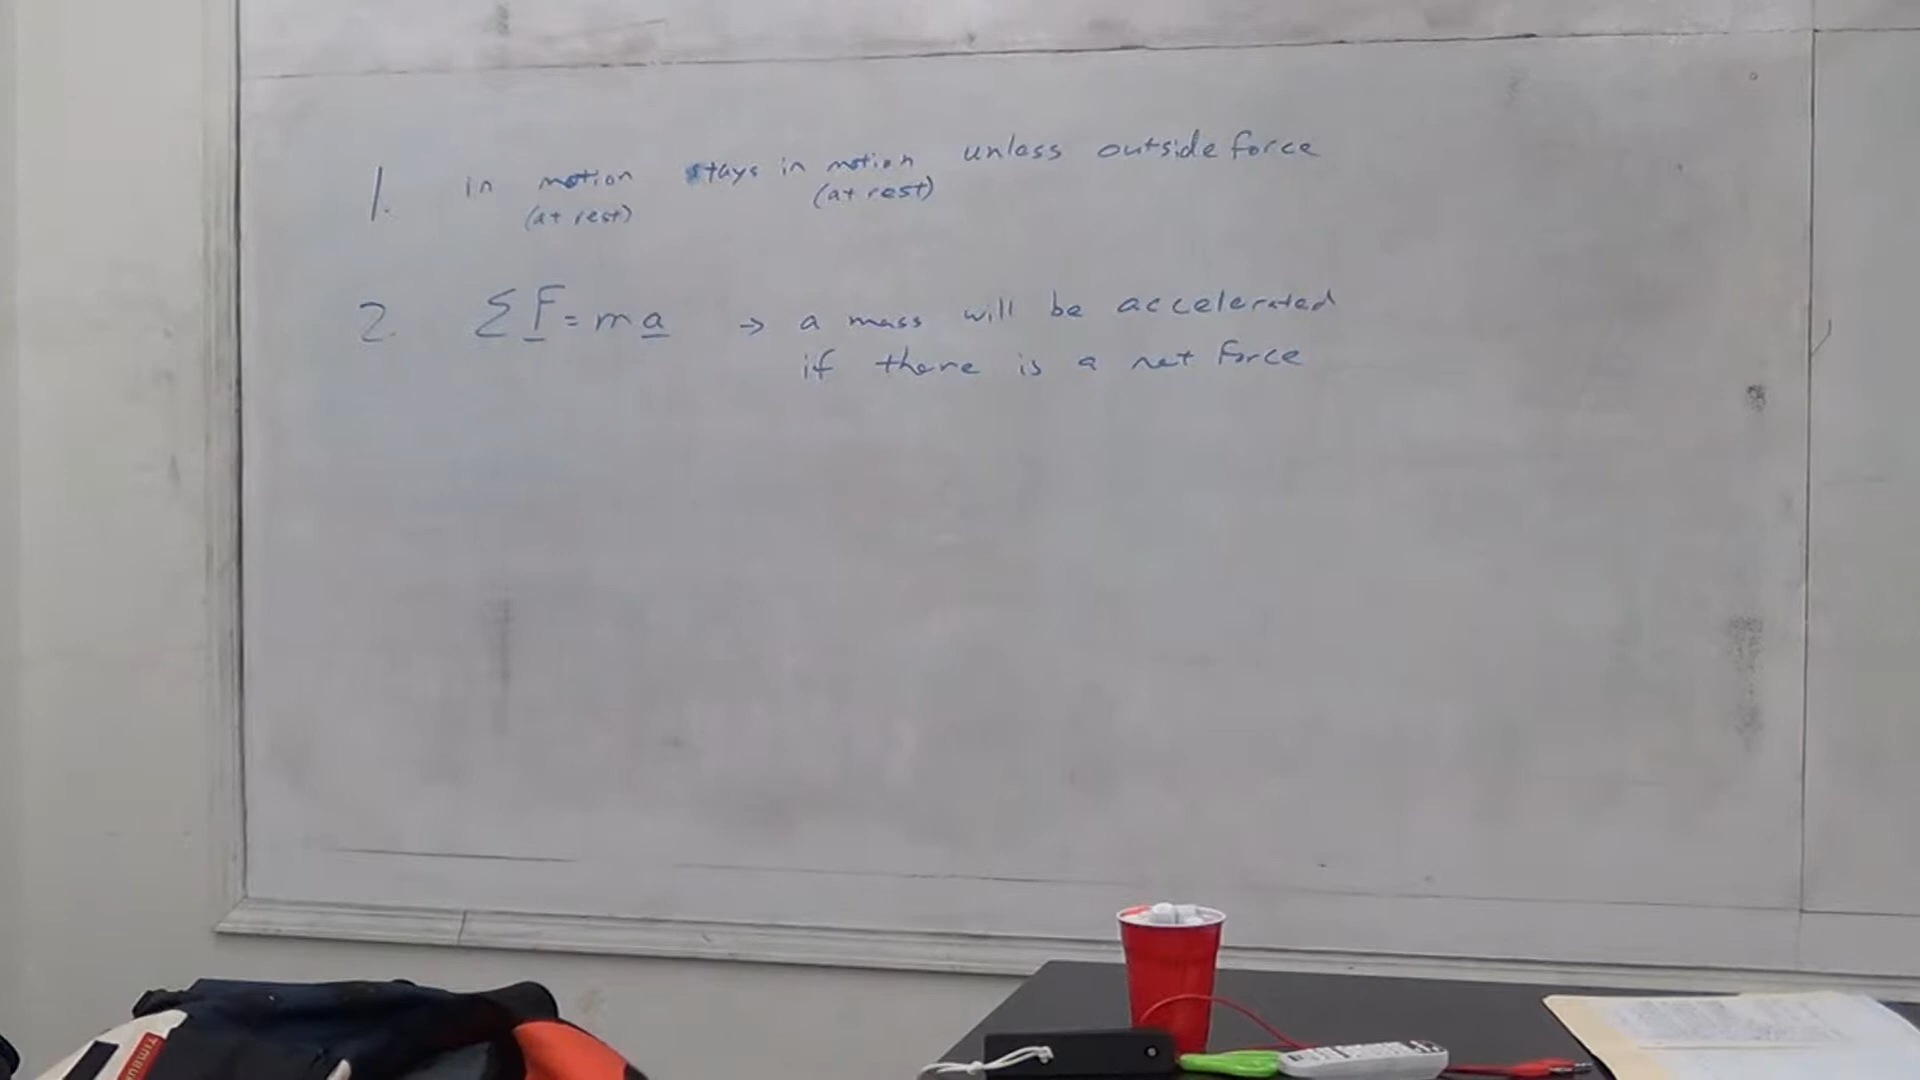 1. in motion stays in motion unless outside force
(at rest) (at rest)
2. ΣF = ma → a mass will be accelerated
if there is a net force